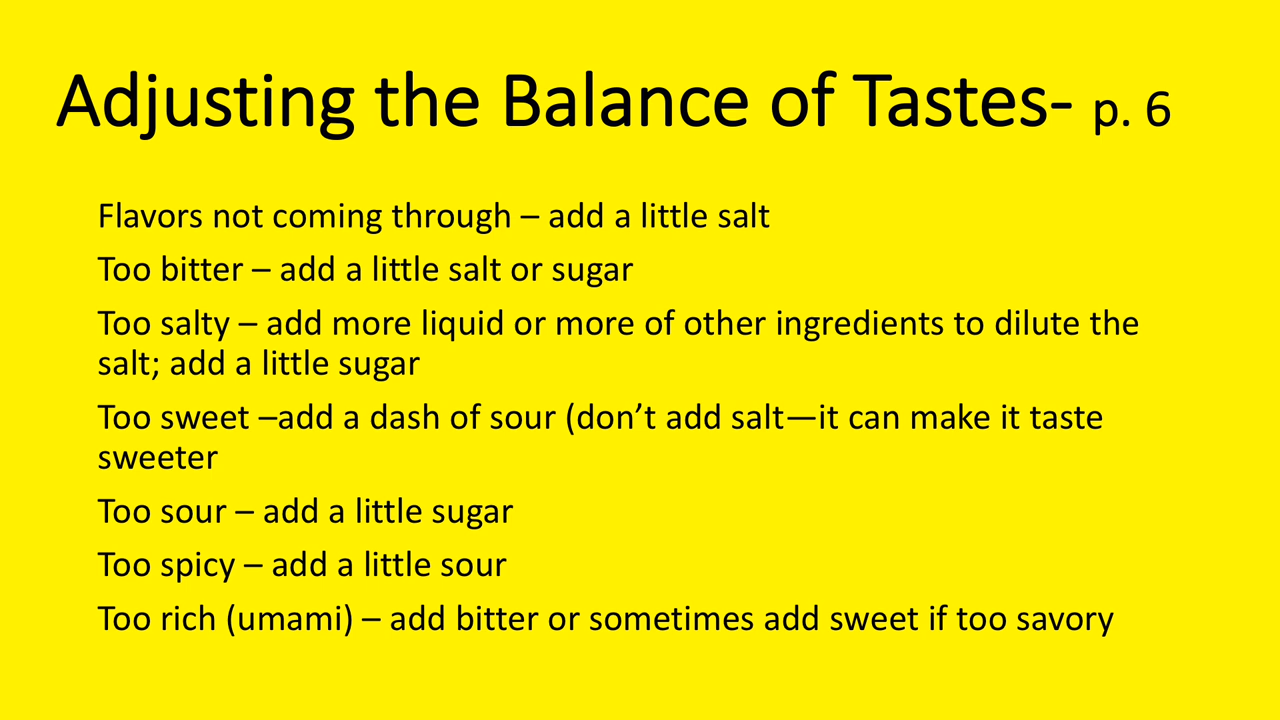 Adjusting the Balance of Tastes- p. 6
Flavors not coming through – add a little salt
Too bitter – add a little salt or sugar
Too salty – add more liquid or more of other ingredients to dilute the
salt; add a little sugar
Too sweet –add a dash of sour (don’t add salt—it can make it taste
sweeter
Too sour – add a little sugar
Too spicy – add a little sour
Too rich (umami) – add bitter or sometimes add sweet if too savory